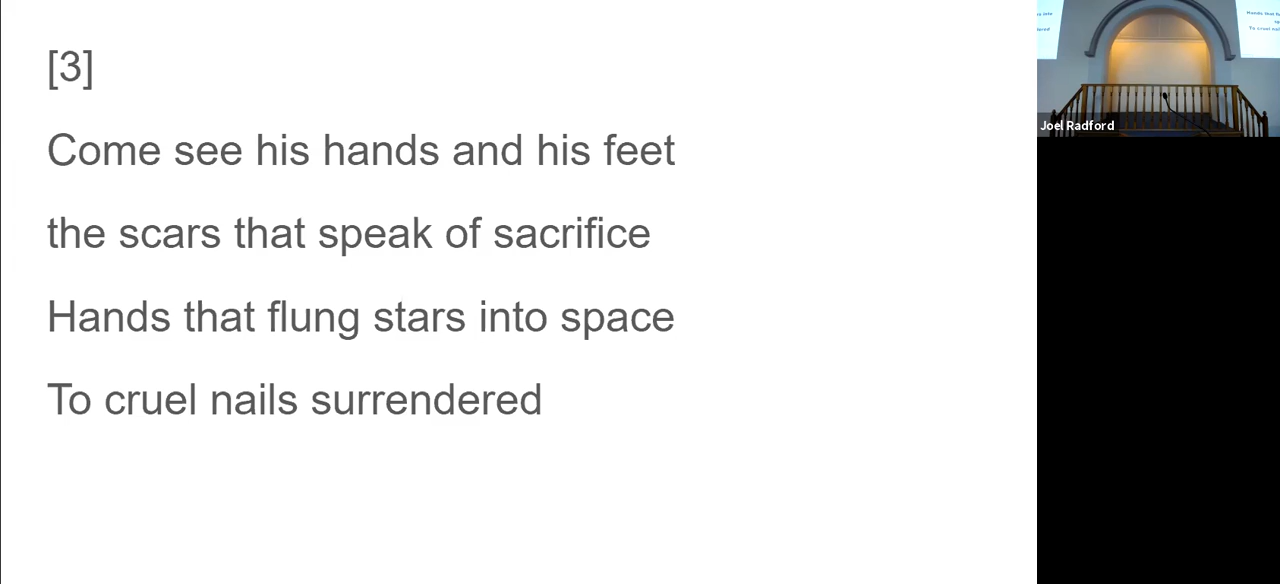 [3]
Come see his hands and his feet
the scars that speak of sacrifice
Hands that flung stars into space
To cruel nails surrendered
Joel Radford